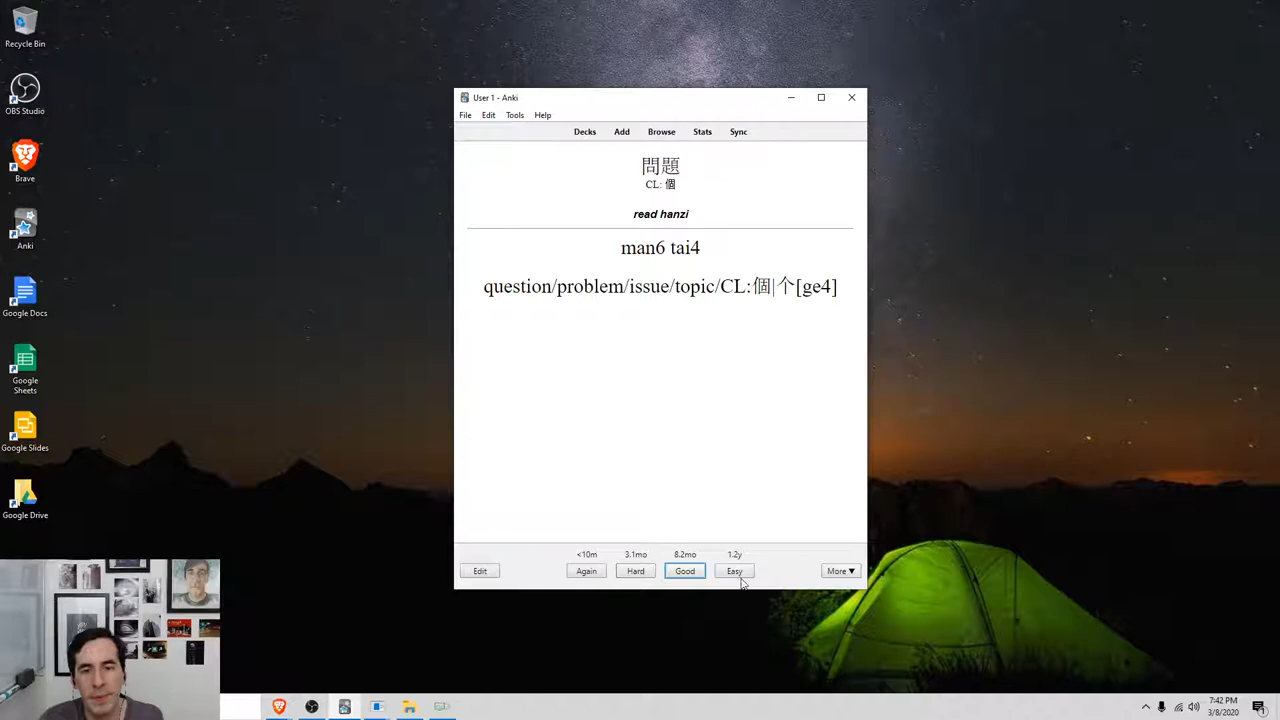 Recycle Bin
OBS Studio
Brave
Anki
Google Docs
Google
Sheets
Google Slides
Google Drive
User 1 - Anki
File Edit Tools Help
Decks Add Browse Stats Sync
問題
CL: 個
read hanzi
man6 tai4
question/problem/issue/topic/CL:個|个[ge4]
<10m 3.1mo 8.2mo 1.2y
Edit Again Hard Good Easy More ▼
7:42 PM
3/8/2020